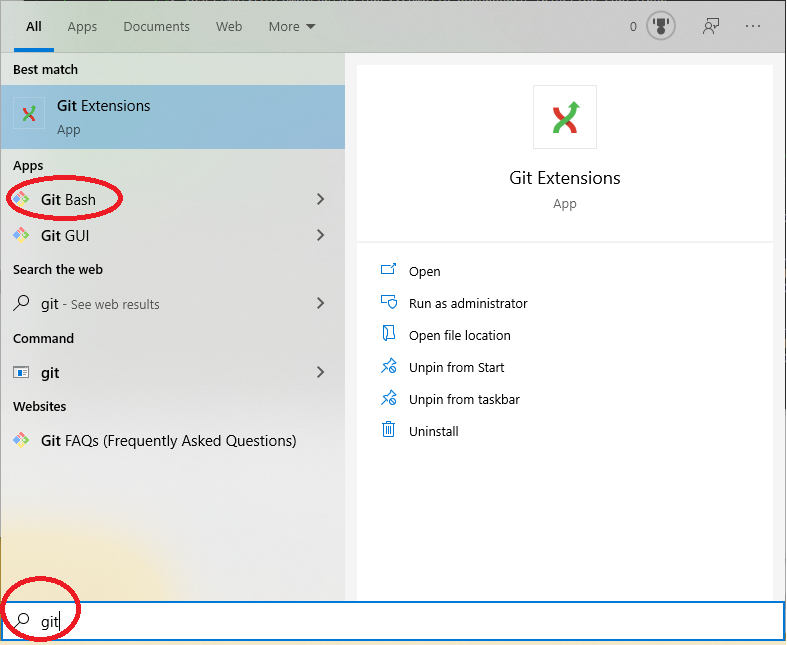 All Apps Documents Web More 0 ...
Best match
Git Extensions
App
Apps
Git Bash
Git GUI
Search the web
git - See web results
Command
git
Websites
Git FAQs (Frequently Asked Questions)
git
Git Extensions
App
Open
Run as administrator
Open file location
Unpin from Start
Unpin from taskbar
Uninstall